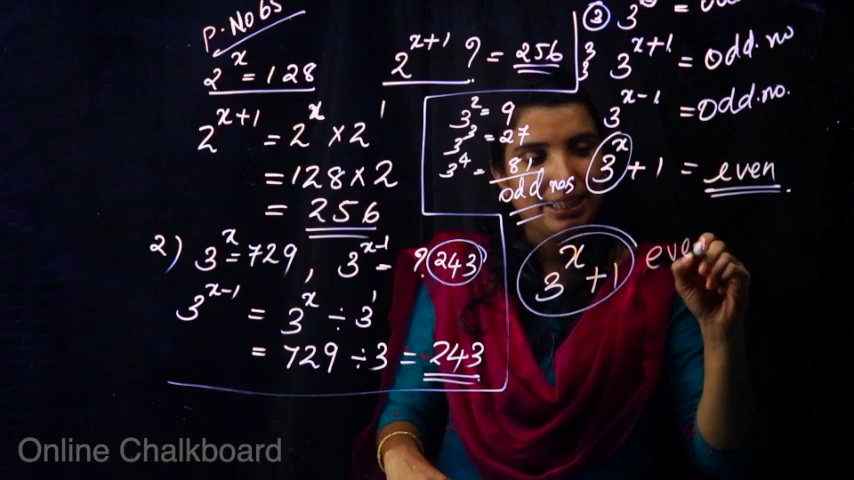 P. No 65
2^x = 128
2^{x+1} = 2^x × 2^1
= 128 × 2
= 256
2^{x+1} ? = 256
2) 3^x = 729, 3^{x-1} = ? 243
3^{x-1} = 3^x ÷ 3^1
= 729 ÷ 3 = 243
3^2 = 9
3^3 = 27
3^4 = 81
odd nos
3
3^{x+1} = odd. no
3^{x-1} = odd. no.
3^x + 1 = even.
3^x + 1 eve
Online Chalkboard